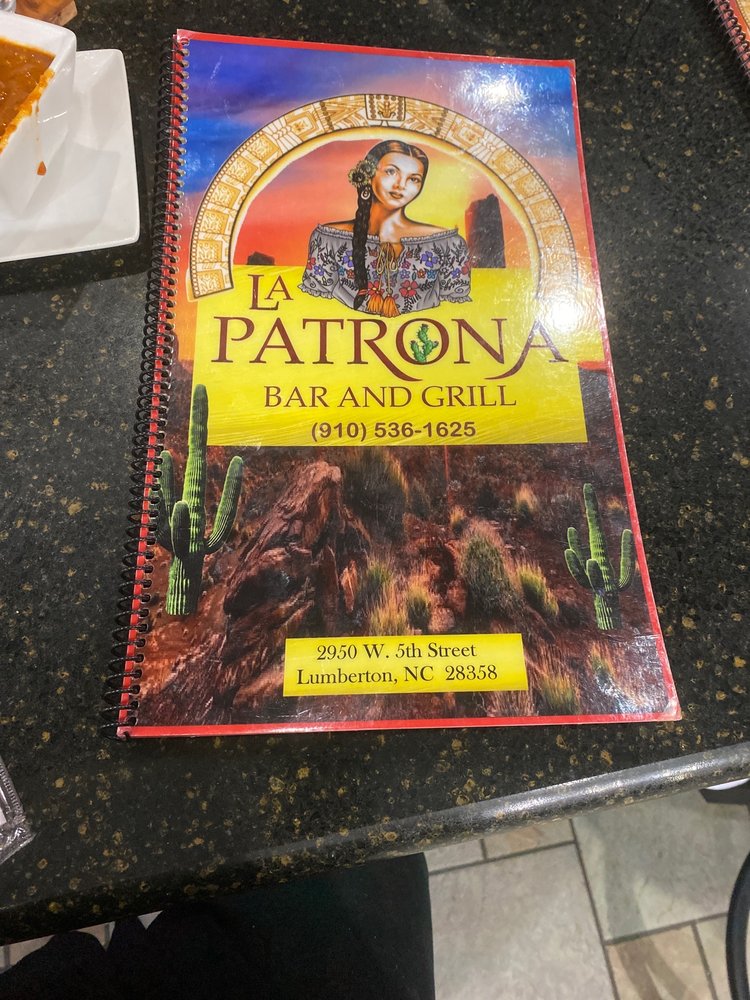 LA
PATRONA
BAR AND GRILL
(910) 536-1625
2950 W. 5th Street
Lumberton, NC 28358